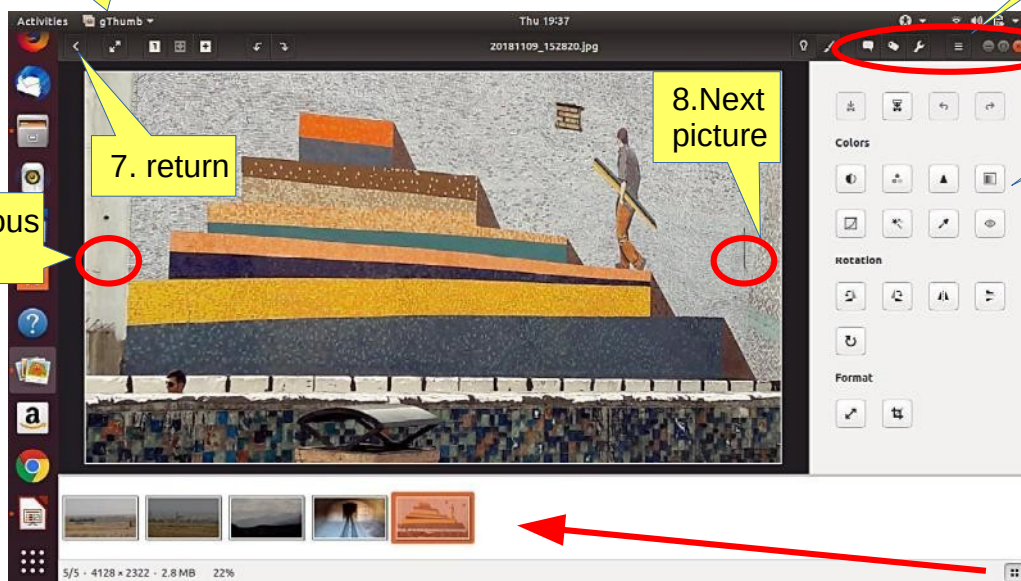 Activities gThumb Thu 19:37
20181109_152820.jpg
8.Next
picture
7. return
ous
Colors
Rotation
Format
a
5/5 - 4128 × 2322 - 2.8 MB 22%